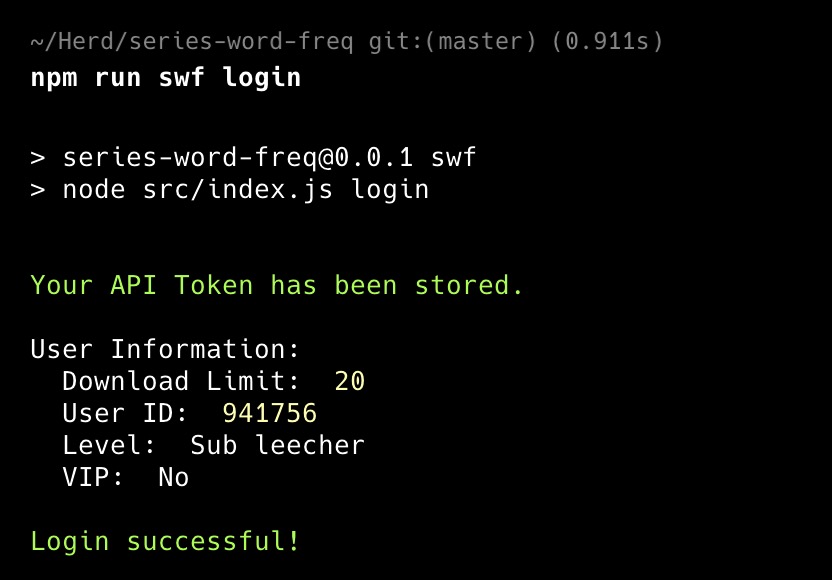 ~/Herd/series-word-freq git:(master) (0.911s)
npm run swf login
> series-word-freq@0.0.1 swf
> node src/index.js login
Your API Token has been stored.
User Information:
Download Limit: 20
User ID: 941756
Level: Sub leecher
VIP: No
Login successful!